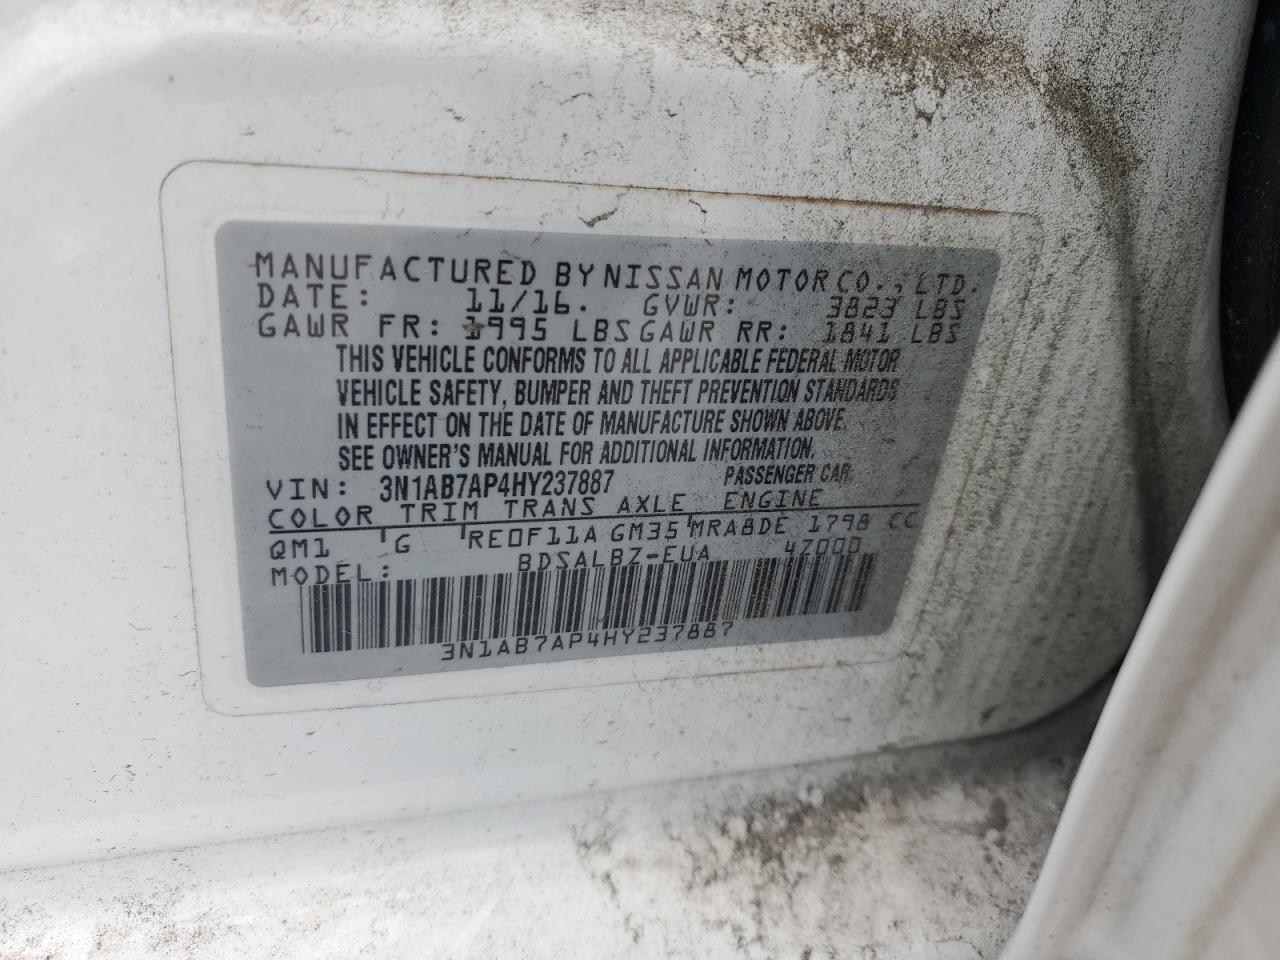 MANUFACTURED BY NISSAN MOTOR CO., LTD.
DATE: 11/16. GVWR: 3823 LBS
GAWR FR: 1995 LBS GAWR RR: 1841 LBS
THIS VEHICLE CONFORMS TO ALL APPLICABLE FEDERAL MOTOR
VEHICLE SAFETY, BUMPER AND THEFT PREVENTION STANDARDS
IN EFFECT ON THE DATE OF MANUFACTURE SHOWN ABOVE.
SEE OWNER'S MANUAL FOR ADDITIONAL INFORMATION.
VIN: 3N1AB7AP4HY237887 PASSENGER CAR
COLOR TRIM TRANS AXLE ENGINE
QM1 G RE0F11A GM35 MRA8DE 1798 CC
MODEL: BDSALBZ-EUA 47000
3N1AB7AP4HY237887